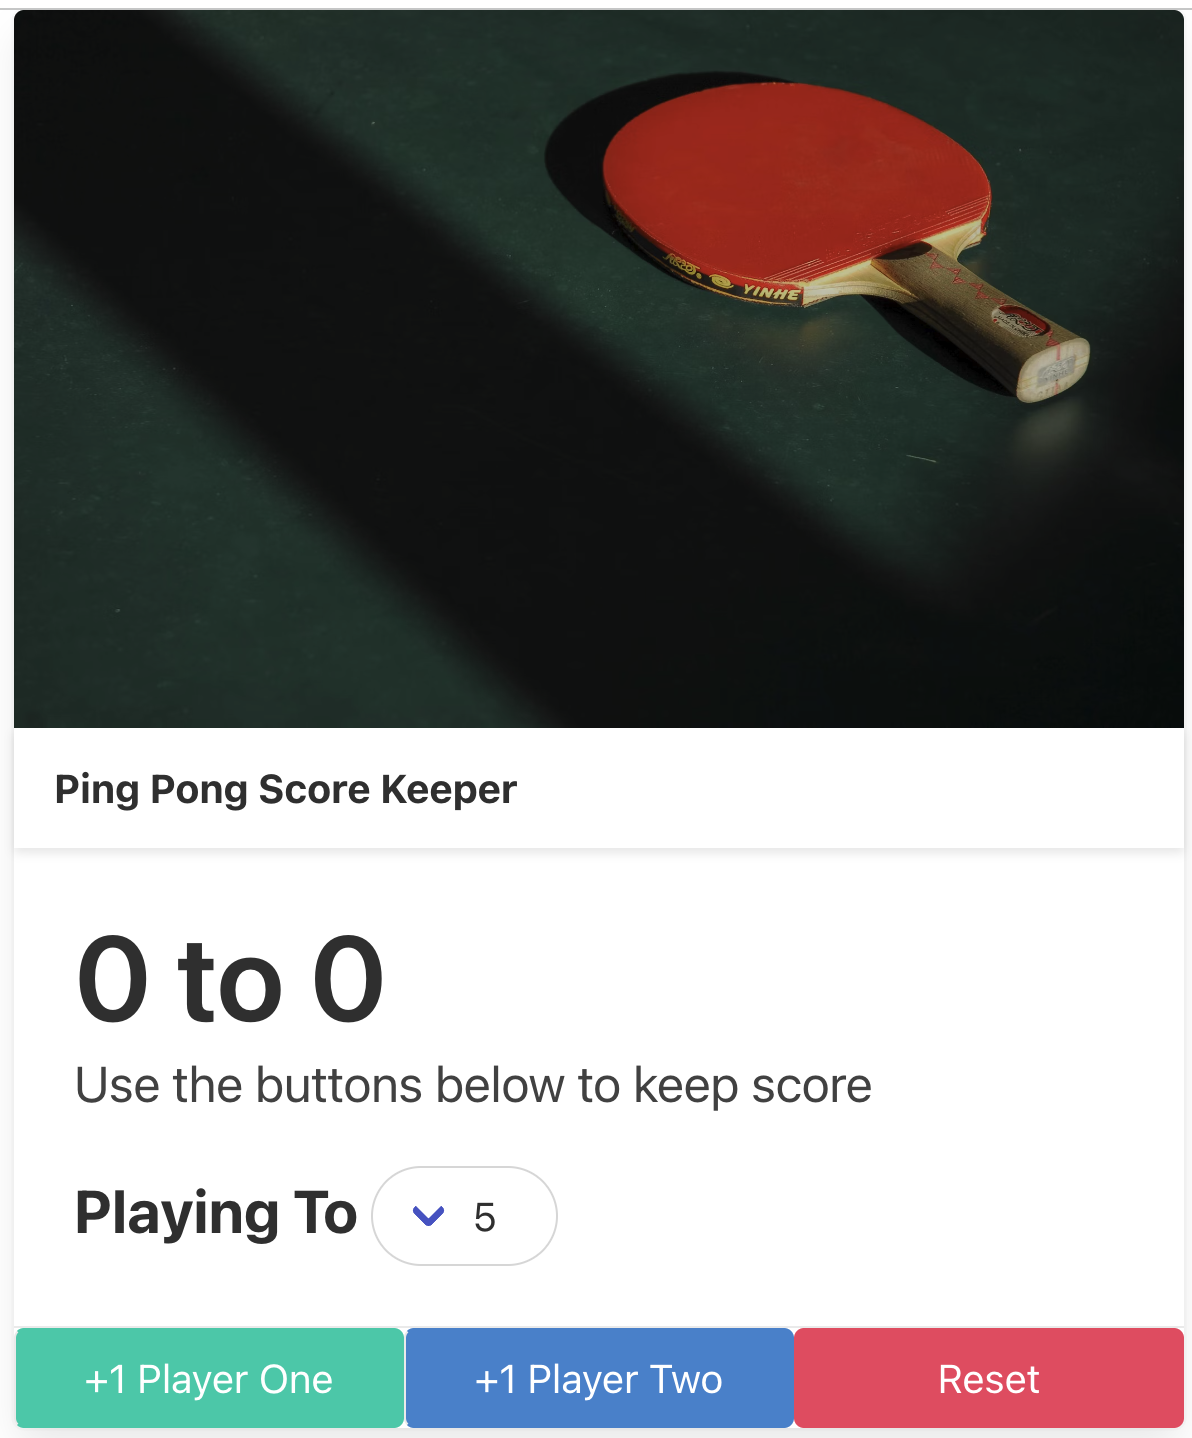 YINHE
Ping Pong Score Keeper
0 to 0
Use the buttons below to keep score
Playing To 5
+1 Player One
+1 Player Two
Reset